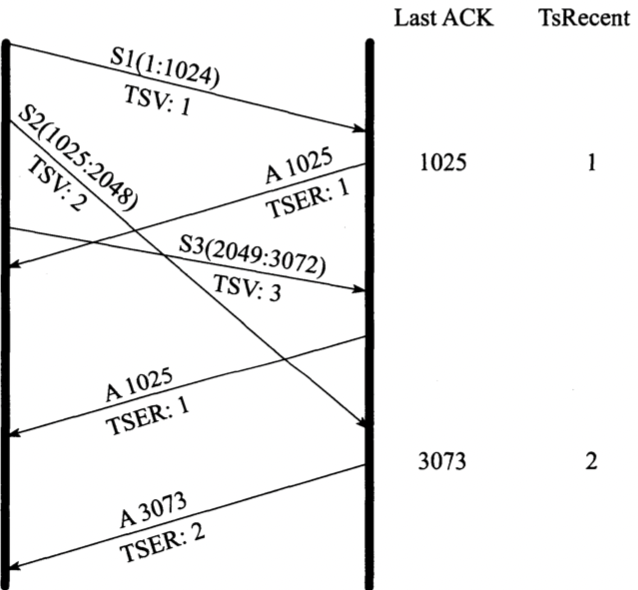 Last ACK TsRecent
S1(1:1024)
TSV: 1
S2(1025:2048)
TSV: 2
A 1025
TSER: 1
1025 1
S3(2049:3072)
TSV: 3
A 1025
TSER: 1
3073 2
A 3073
TSER: 2